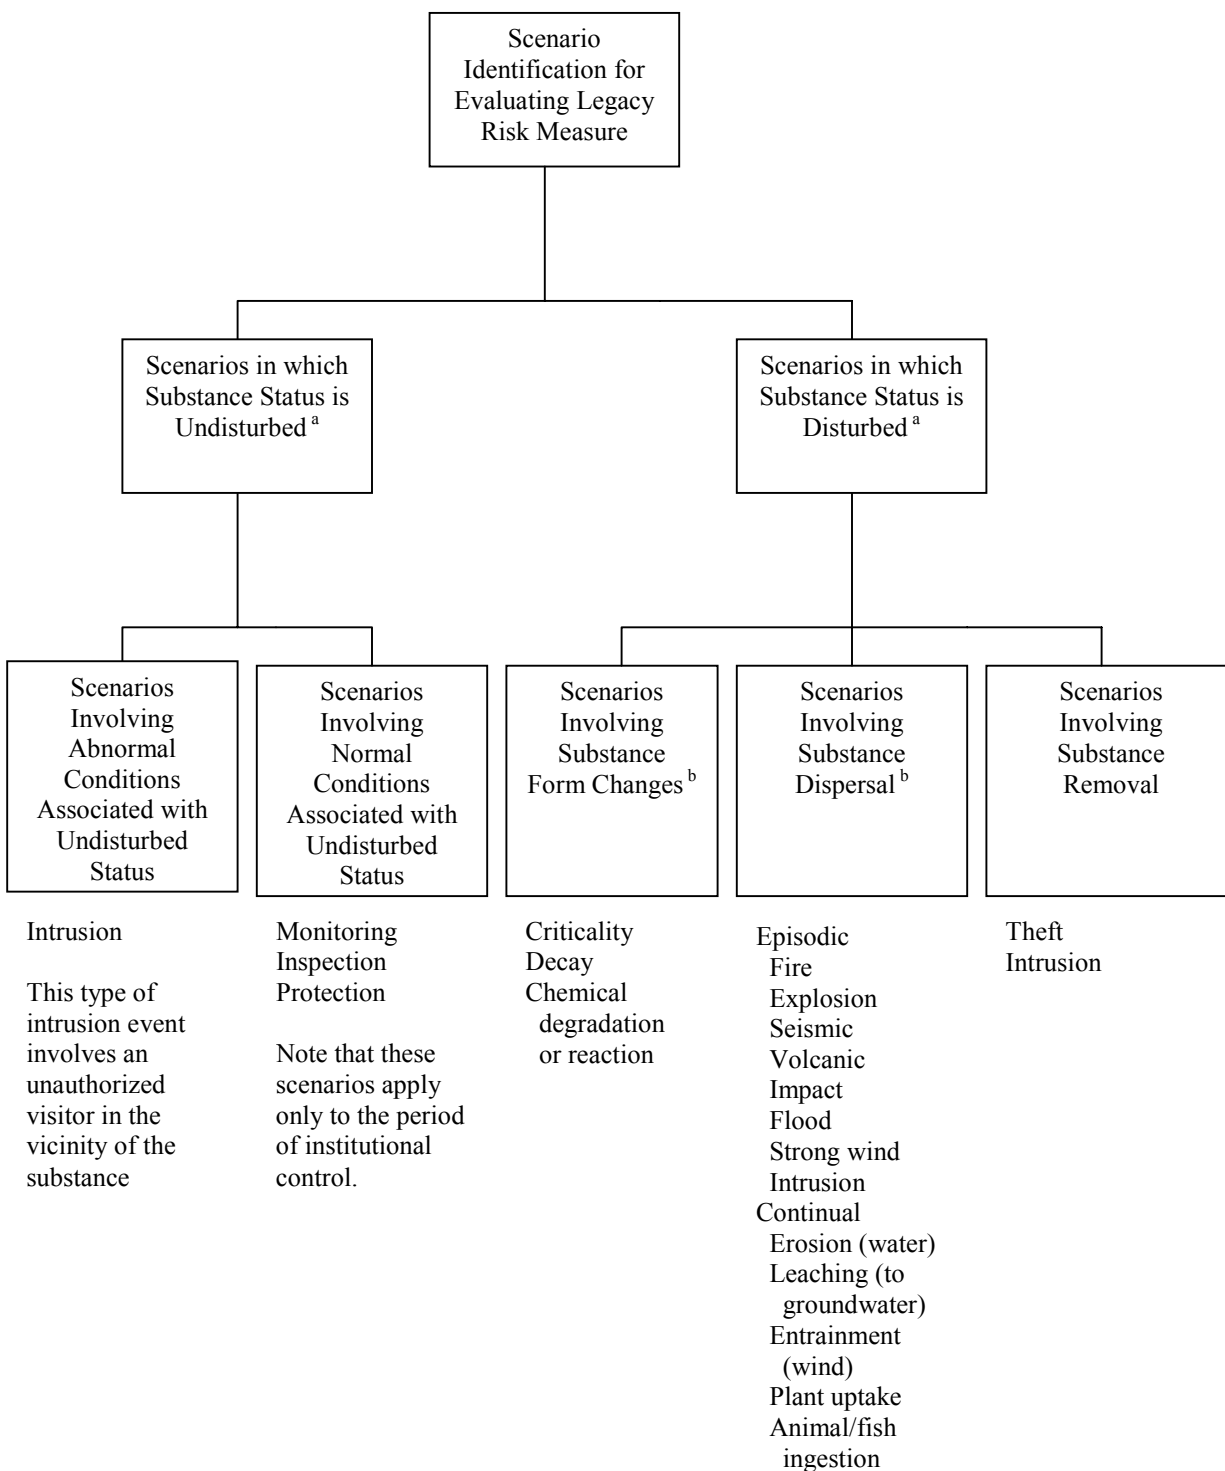 Scenario
Identification for
Evaluating Legacy
Risk Measure
Scenarios in which
Substance Status is
Undisturbed a
Scenarios in which
Substance Status is
Disturbed a
Scenarios
Involving
Abnormal
Conditions
Associated with
Undisturbed
Status
Scenarios
Involving
Normal
Conditions
Associated with
Undisturbed
Status
Scenarios
Involving
Substance
Form Changes b
Scenarios
Involving
Substance
Dispersal b
Scenarios
Involving
Substance
Removal
Intrusion
This type of
intrusion event
involves an
unauthorized
visitor in the
vicinity of the
substance
Monitoring
Inspection
Protection
Note that these
scenarios apply
only to the period
of institutional
control.
Criticality
Decay
Chemical
degradation
or reaction
Episodic
Fire
Explosion
Seismic
Volcanic
Impact
Flood
Strong wind
Intrusion
Continual
Erosion (water)
Leaching (to
groundwater)
Entrainment
(wind)
Plant uptake
Animal/fish
ingestion
Theft
Intrusion